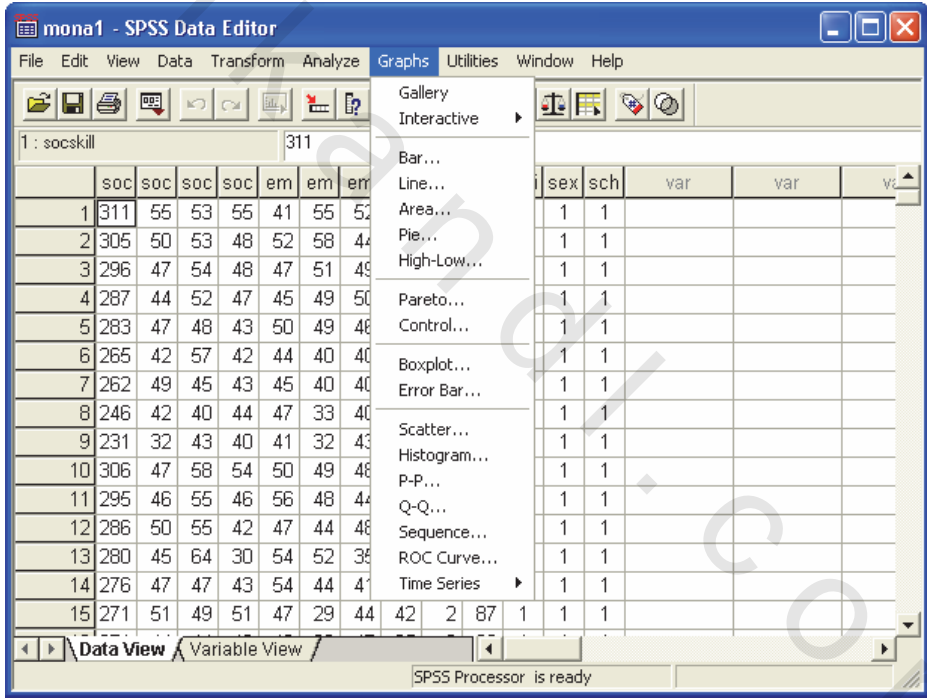 mona1 - SPSS Data Editor
File Edit View Data Transform Analyze Graphs Utilities Window Help
1 : socskill 311
Gallery
Interactive
Bar...
Line...
Area...
Pie...
High-Low...
Pareto...
Control...
Boxplot...
Error Bar...
Scatter...
Histogram...
P-P...
Q-Q...
Sequence...
ROC Curve...
Time Series
soc soc soc soc em em em i sex sch var var
1 311 55 53 55 41 55 1 1
2 305 50 53 48 52 58 1 1
3 296 47 54 48 47 51 1 1
4 287 44 52 47 45 49 1 1
5 283 47 48 43 50 49 1 1
6 265 42 57 42 44 40 1 1
7 262 49 45 43 45 40 1 1
8 246 42 40 44 47 33 1 1
9 231 32 43 40 41 32 1 1
10 306 47 58 54 50 49 1 1
11 295 46 55 46 56 48 1 1
12 286 50 55 42 47 44 1 1
13 280 45 64 30 54 52 1 1
14 276 47 47 43 54 44 1 1
15 271 51 49 51 47 29 44 42 2 87 1 1 1
Data View Variable View
SPSS Processor is ready